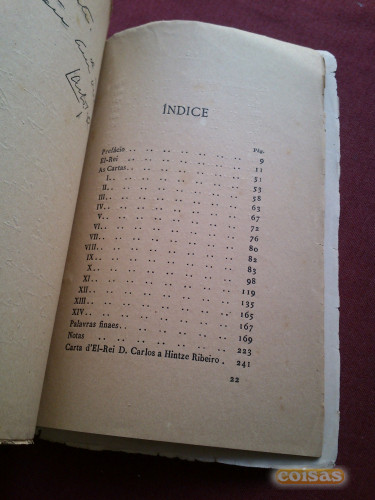 ÍNDICE
Pág.
Prefácio .. .. .. .. .. .. .. 9
El-Rei .. .. .. .. .. .. .. 11
As Cartas .. .. .. .. .. .. .. 51
I .. .. .. .. .. .. .. 53
II .. .. .. .. .. .. .. 58
III .. .. .. .. .. .. .. 63
IV .. .. .. .. .. .. .. 67
V .. .. .. .. .. .. .. 72
VI .. .. .. .. .. .. .. 76
VII .. .. .. .. .. .. .. 80
VIII .. .. .. .. .. .. .. 82
IX .. .. .. .. .. .. .. 83
X .. .. .. .. .. .. .. 98
XI .. .. .. .. .. .. .. 119
XII .. .. .. .. .. .. .. 135
XIII .. .. .. .. .. .. .. 165
XIV .. .. .. .. .. .. .. 167
Palavras finaes .. .. .. .. .. 169
Notas .. .. .. .. .. .. .. 223
Carta d'El-Rei D. Carlos a Hintze Ribeiro . 241
22
coisas